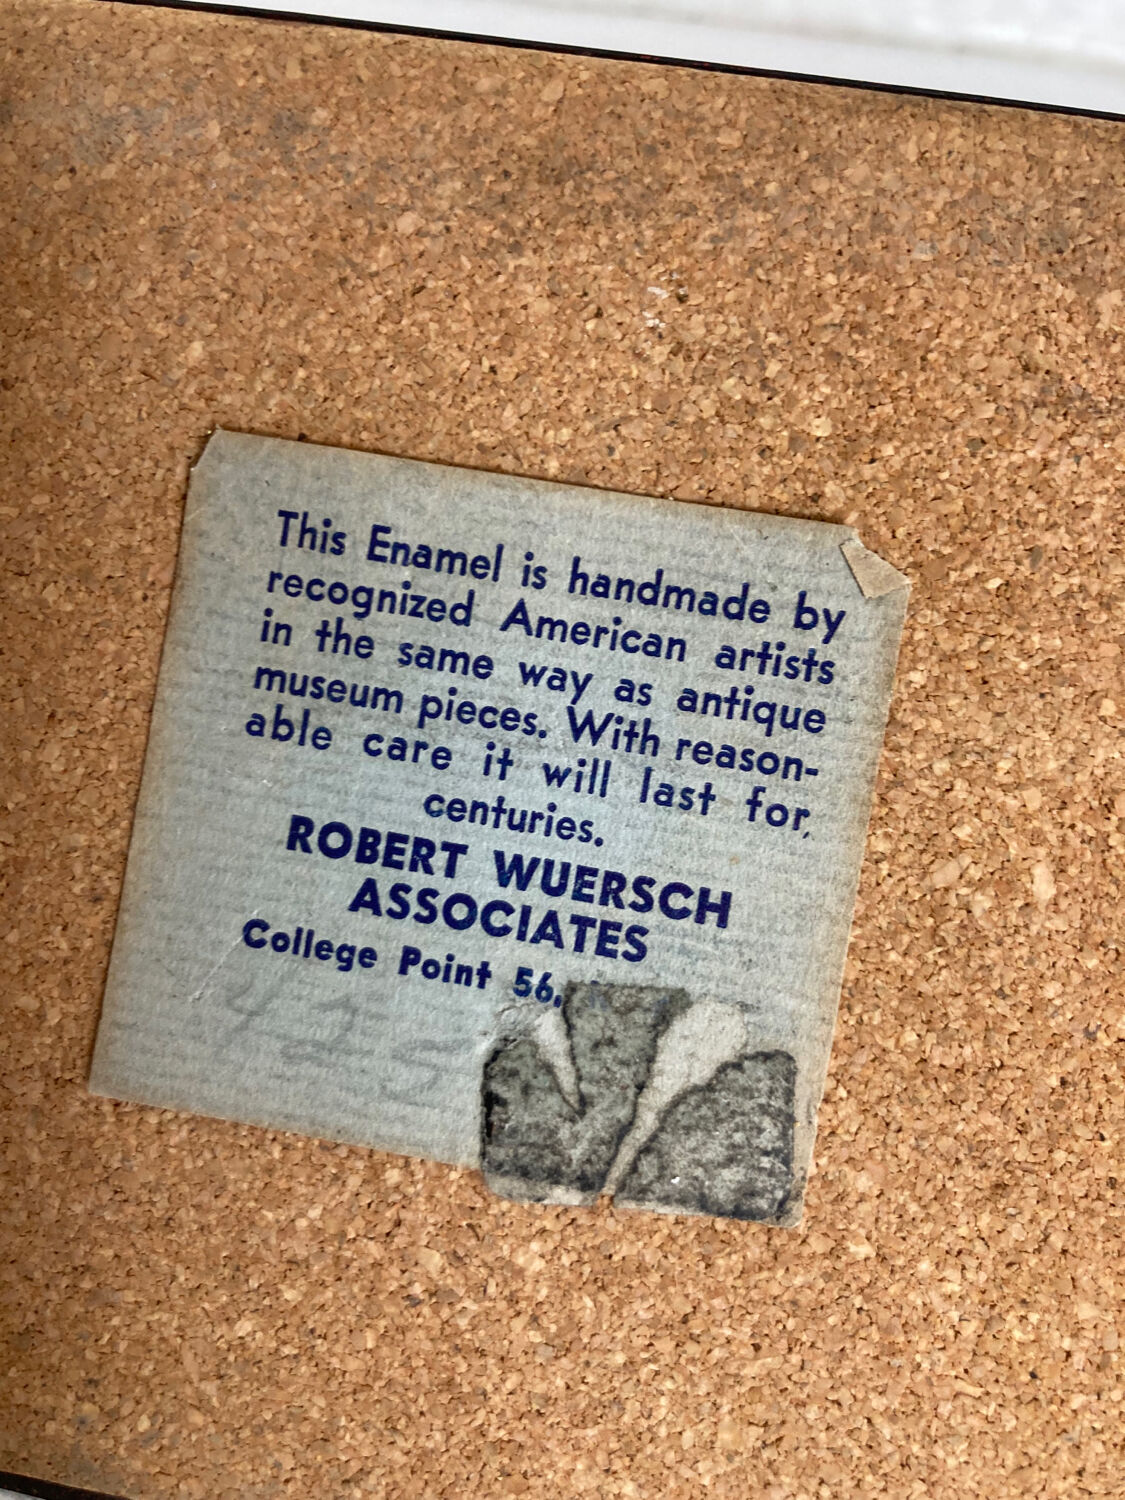 This Enamel is handmade by
recognized American artists
in the same way as antique
museum pieces. With reason-
able care it will last for
centuries.
ROBERT WUERSCH
ASSOCIATES
College Point 56,